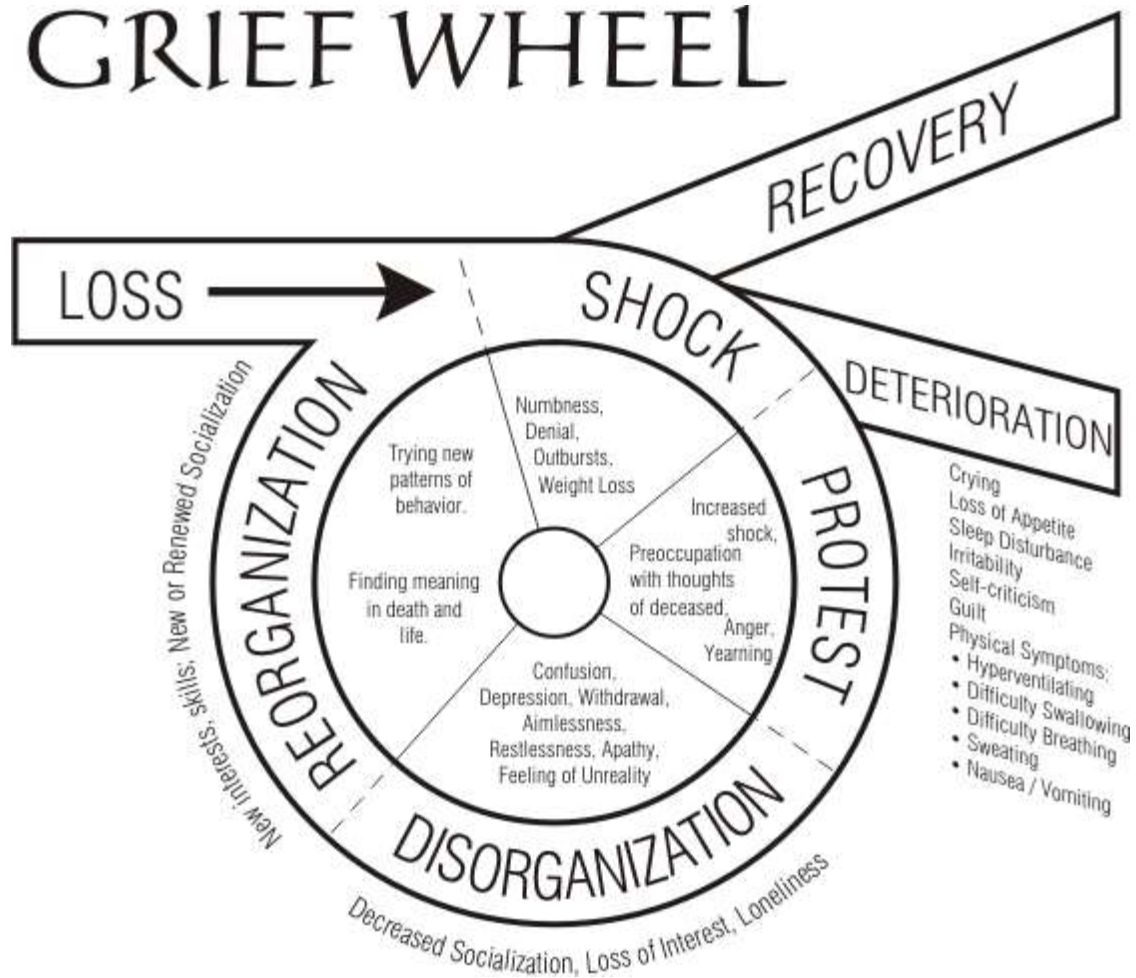 GRIEF WHEEL
RECOVERY
LOSS
SHOCK
DETERIORATION
Crying
Loss of Appetite
Sleep Disturbance
Irritability
Self-criticism
Guilt
Physical Symptoms:
• Hyperventilating
• Difficulty Swallowing
• Difficulty Breathing
• Sweating
• Nausea / Vomiting
Numbness,
Denial,
Outbursts,
Weight Loss
PROTEST
Increased
shock,
Preoccupation
with thoughts
of deceased,
Anger,
Yearning
DISORGANIZATION
Confusion,
Depression, Withdrawal,
Aimlessness,
Restlessness, Apathy,
Feeling of Unreality
Decreased Socialization, Loss of Interest, Loneliness
REORGANIZATION
Trying new
patterns of
behavior.
Finding meaning
in death and
life.
New interests, skills; New or Renewed Socialization